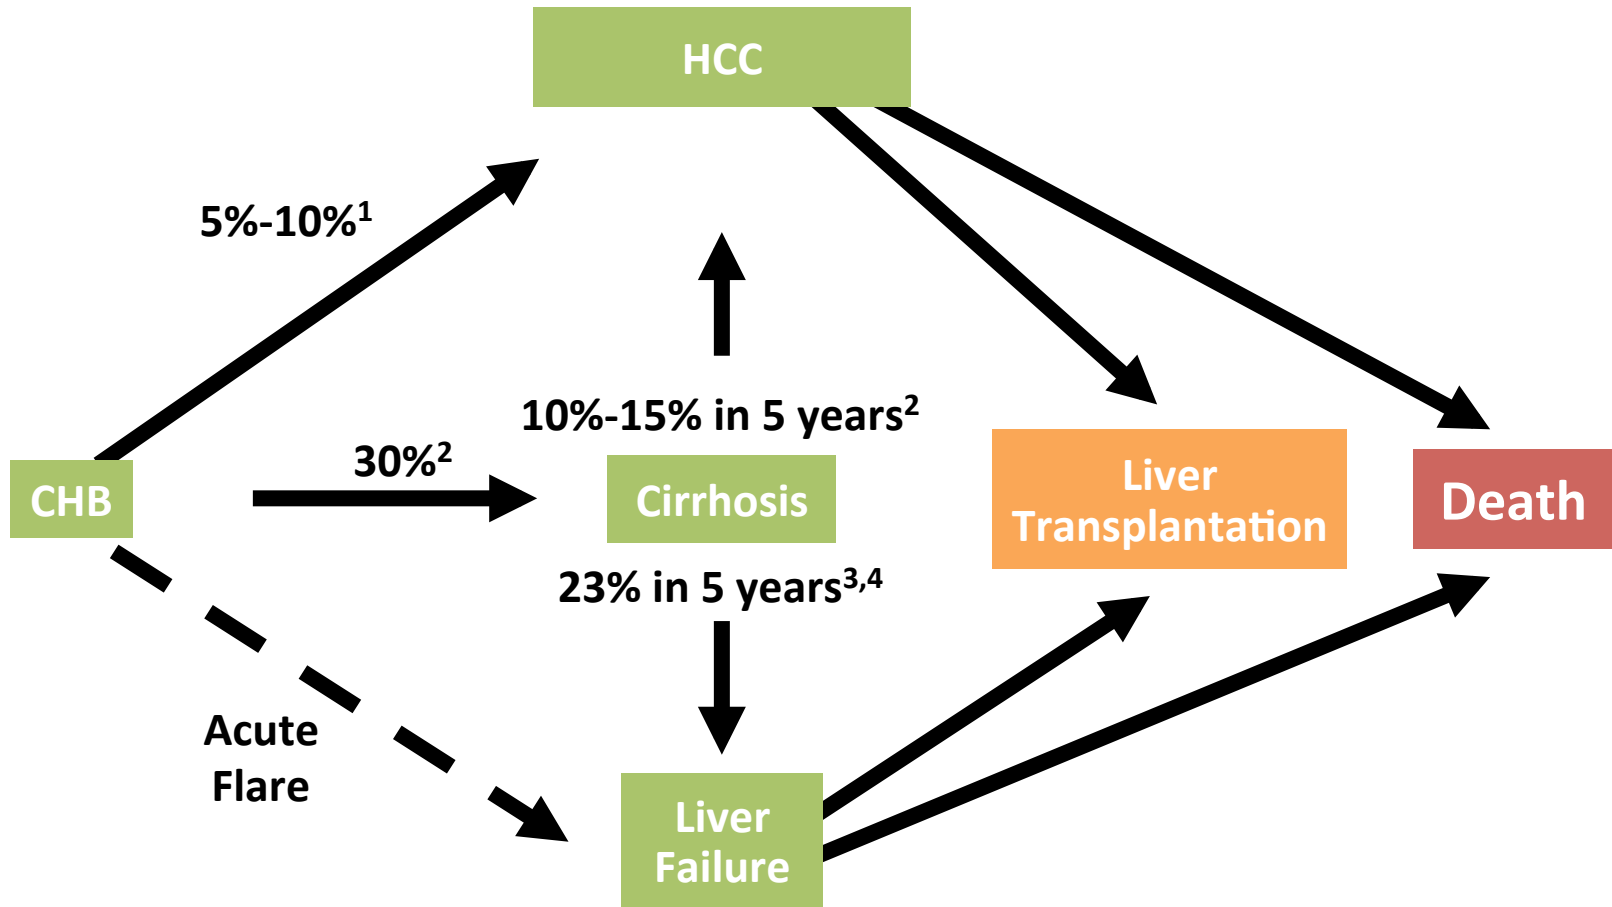 HCC
5%-10%¹
10%-15% in 5 years²
30%²
CHB
Cirrhosis
Liver
Transplantation
Death
23% in 5 years³,⁴
Acute
Flare
Liver
Failure